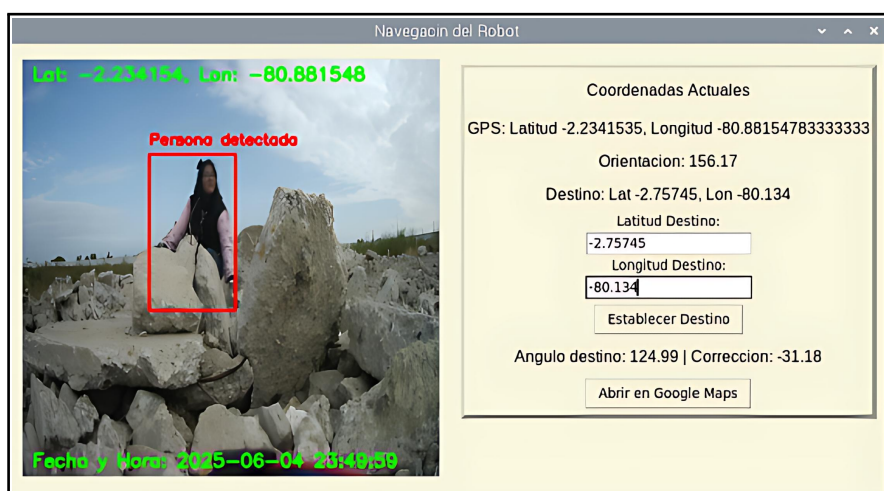 Navegacin del Robot
Lat: -2.234154, Lon: -80.881548
Persona detectada
Fecha y Hora: 2025-06-04 23:49:59
Coordenadas Actuales
GPS: Latitud -2.2341535, Longitud -80.88154783333333
Orientacion: 156.17
Destino: Lat -2.75745, Lon -80.134
Latitud Destino:
-2.75745
Longitud Destino:
-80.134
Establecer Destino
Angulo destino: 124.99 | Correccion: -31.18
Abrir en Google Maps